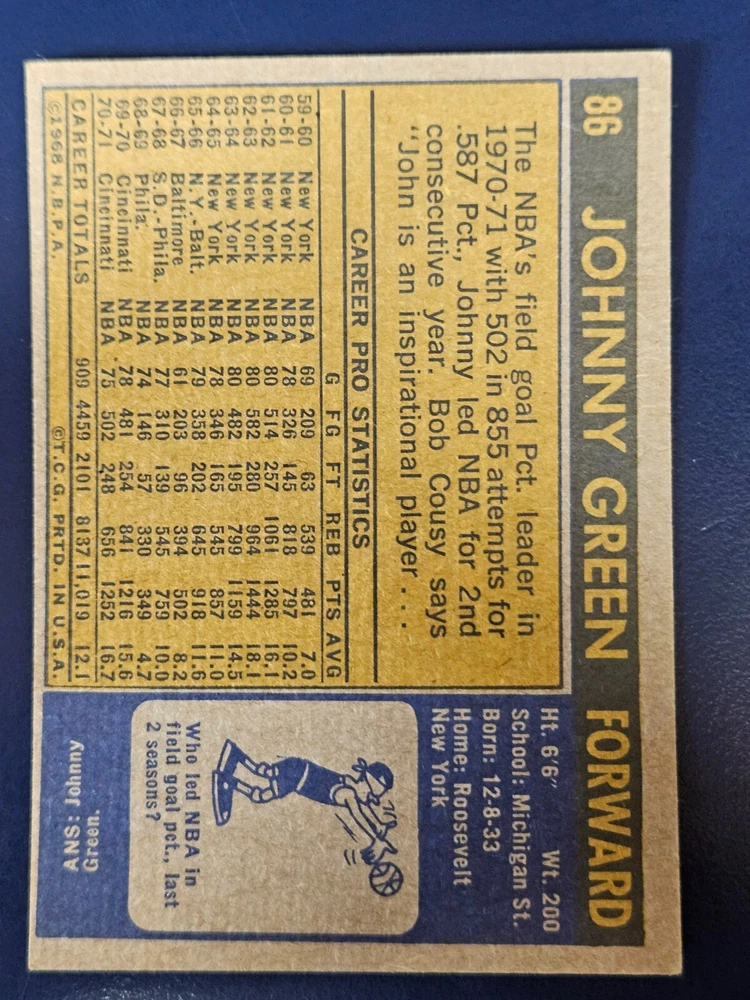 86 JOHNNY GREEN FORWARD
The NBA's field goal Pct. leader in
1970-71 with 502 in 855 attempts for
.587 Pct., Johnny led NBA for 2nd
consecutive year. Bob Cousy says
"John is an inspirational player . . .
CAREER PRO STATISTICS
G FG FT REB PTS AVG
59-60 New York NBA 69 209 63 539 481 7.0
60-61 New York NBA 78 326 145 818 797 10.2
61-62 New York NBA 80 514 257 1061 1285 16.1
62-63 New York NBA 80 582 280 964 1444 18.1
63-64 New York NBA 80 482 195 799 1159 14.5
64-65 New York NBA 78 346 165 545 857 11.0
65-66 N.Y.-Balt. NBA 79 358 202 645 918 11.6
66-67 Baltimore NBA 61 203 96 394 502 8.2
67-68 S.D.-Phila. NBA 77 310 139 545 759 10.0
68-69 Phila. NBA 74 146 57 330 349 4.7
69-70 Cincinnati NBA 78 481 254 841 1216 15.6
70-71 Cincinnati NBA 75 502 248 656 1252 16.7
CAREER TOTALS 909 4459 2101 8137 11,019 12.1
©1968 N.B.P.A. ©T.C.G. PRTD. IN U.S.A.
Ht. 6'6" Wt. 200
School: Michigan St.
Born: 12-8-33
Home: Roosevelt
New York
Who led NBA in
field goal pct., last
2 seasons?
ANS: Johnny
Green.